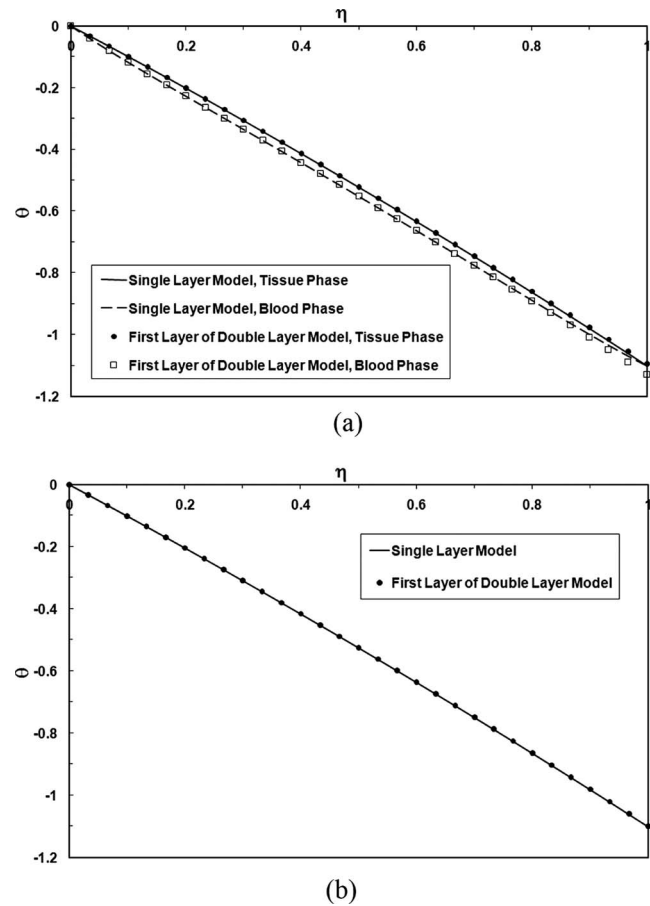 η
0
0 0.2 0.4 0.6 0.8 1
-0.2
-0.4
-0.6
θ
-0.8
-1
-1.2
Single Layer Model, Tissue Phase
Single Layer Model, Blood Phase
First Layer of Double Layer Model, Tissue Phase
First Layer of Double Layer Model, Blood Phase
(a)
η
0
0 0.2 0.4 0.6 0.8 1
-0.2
-0.4
-0.6
θ
-0.8
-1
-1.2
Single Layer Model
First Layer of Double Layer Model
(b)